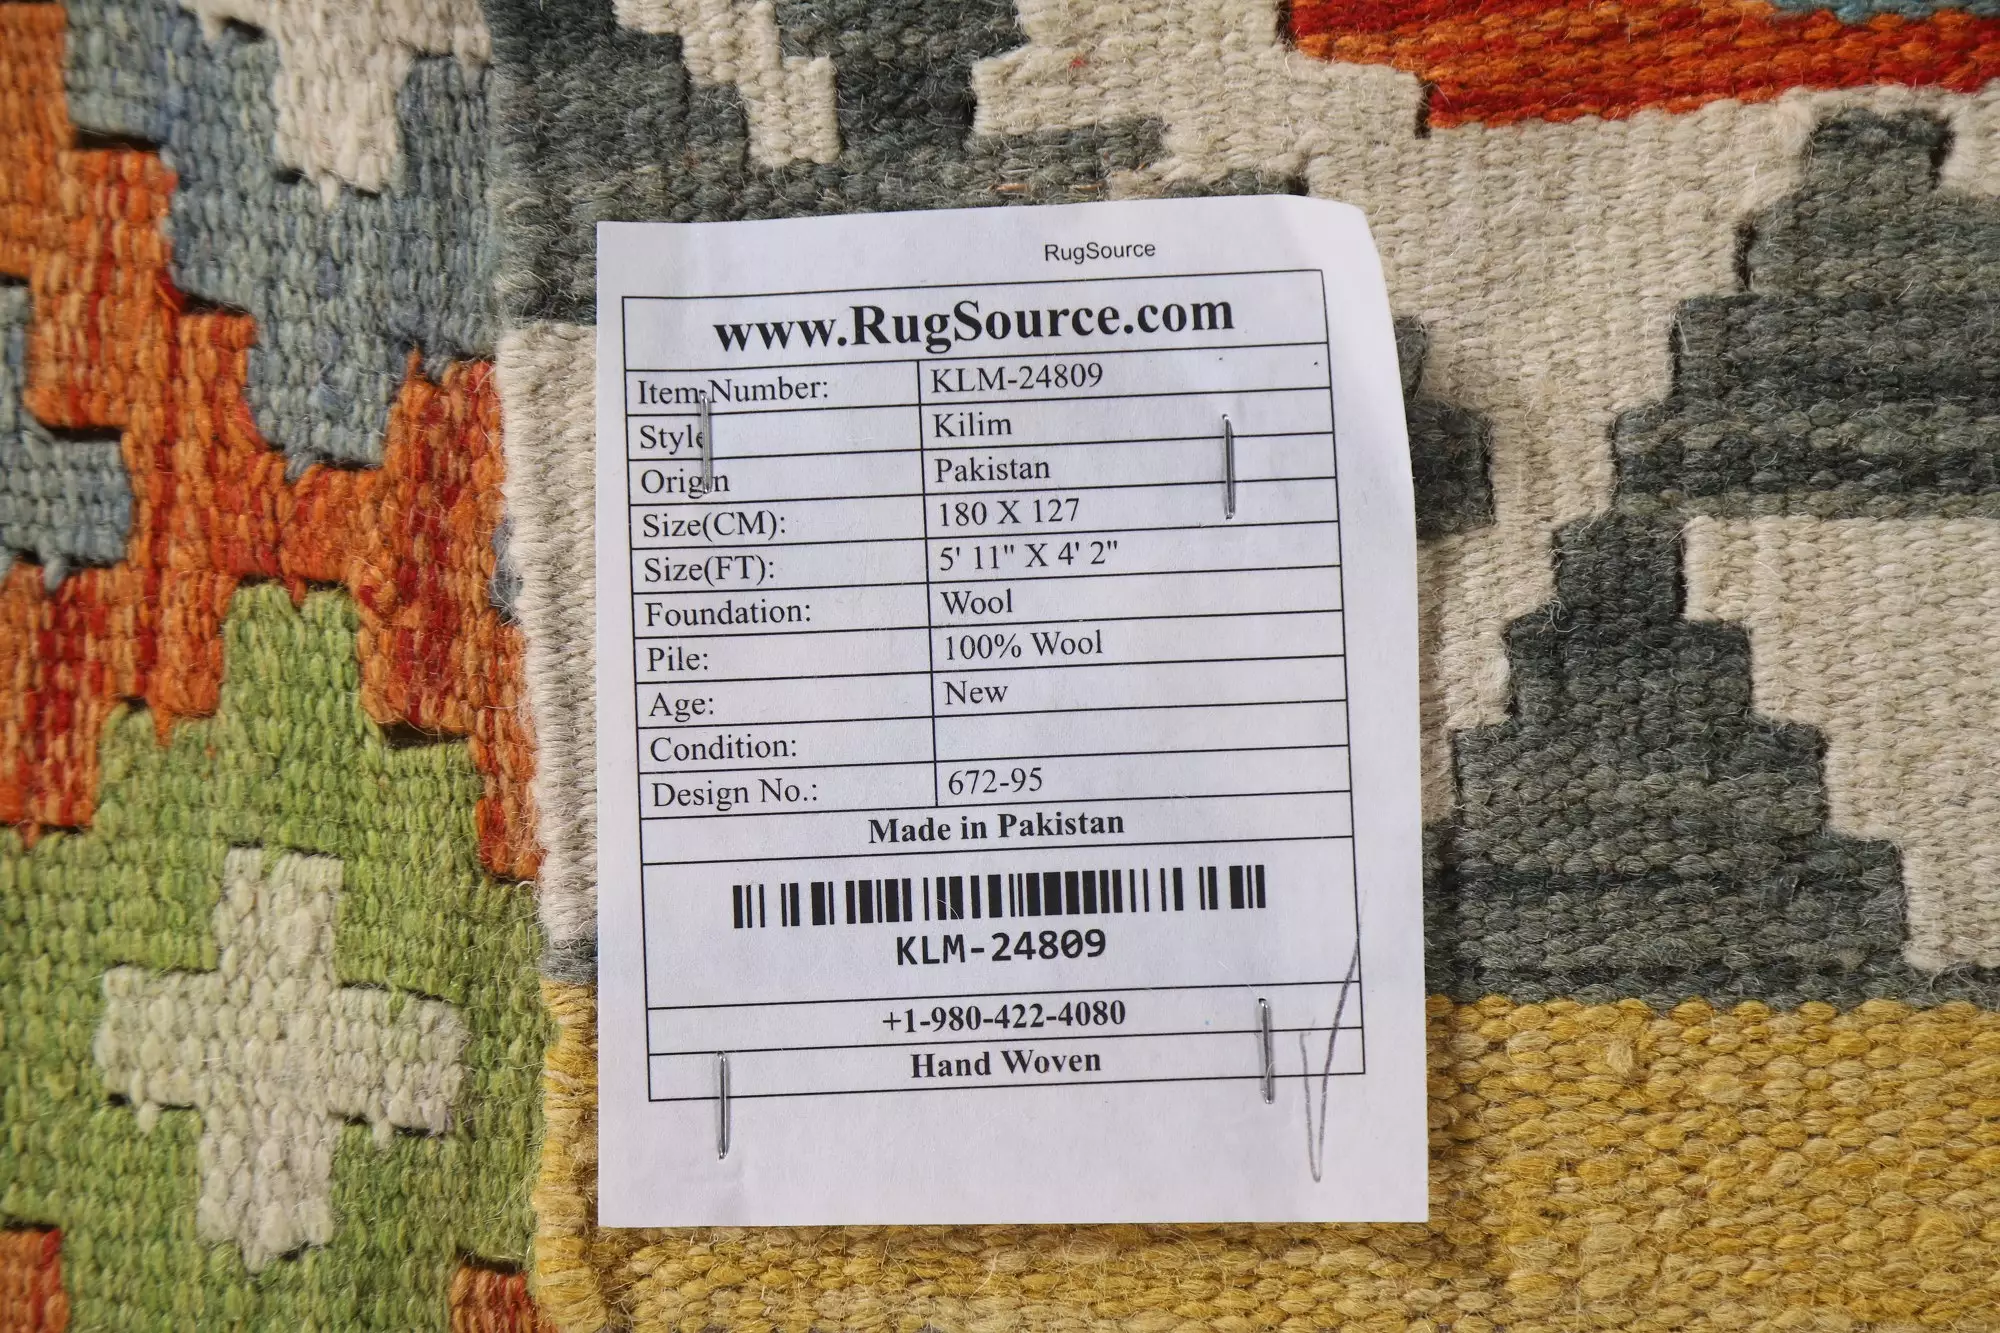 RugSource
www.RugSource.com
Item Number: KLM-24809
Style Kilim
Origin Pakistan
Size(CM): 180 X 127
Size(FT): 5' 11" X 4' 2"
Foundation: Wool
Pile: 100% Wool
Age: New
Condition:
Design No.: 672-95
Made in Pakistan
KLM-24809
+1-980-422-4080
Hand Woven